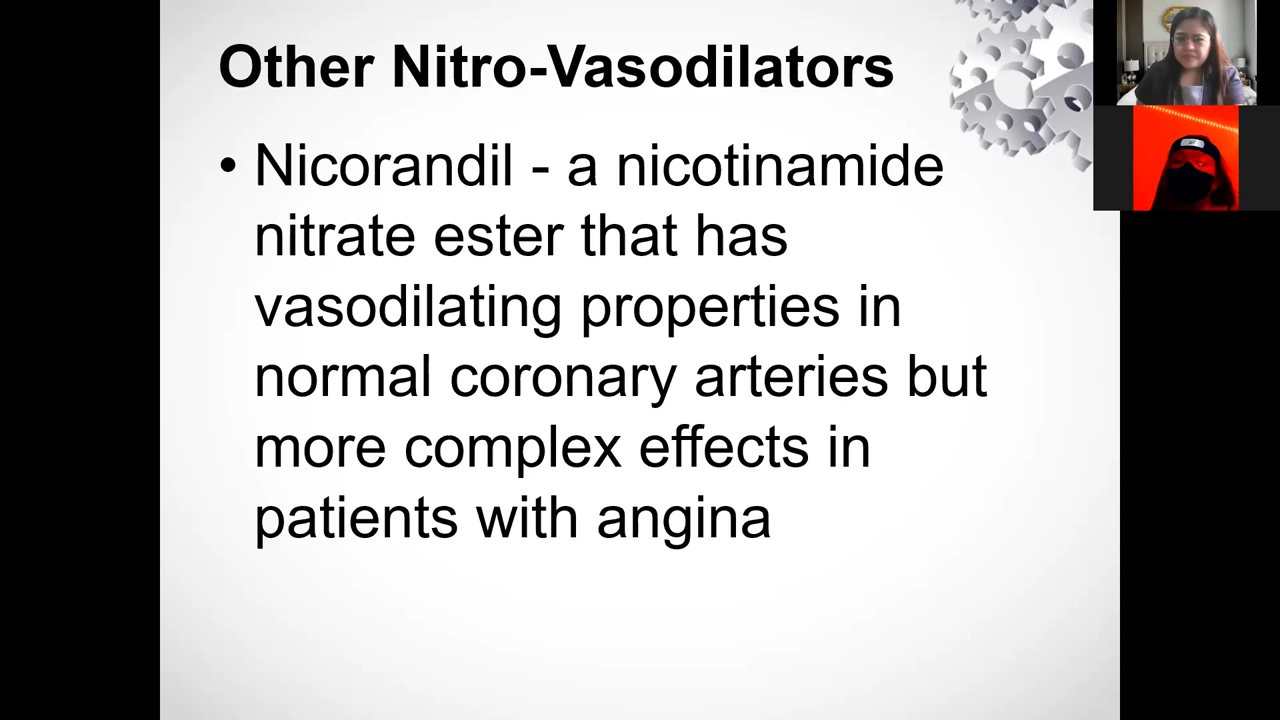 Other Nitro-Vasodilators
• Nicorandil - a nicotinamide
nitrate ester that has
vasodilating properties in
normal coronary arteries but
more complex effects in
patients with angina